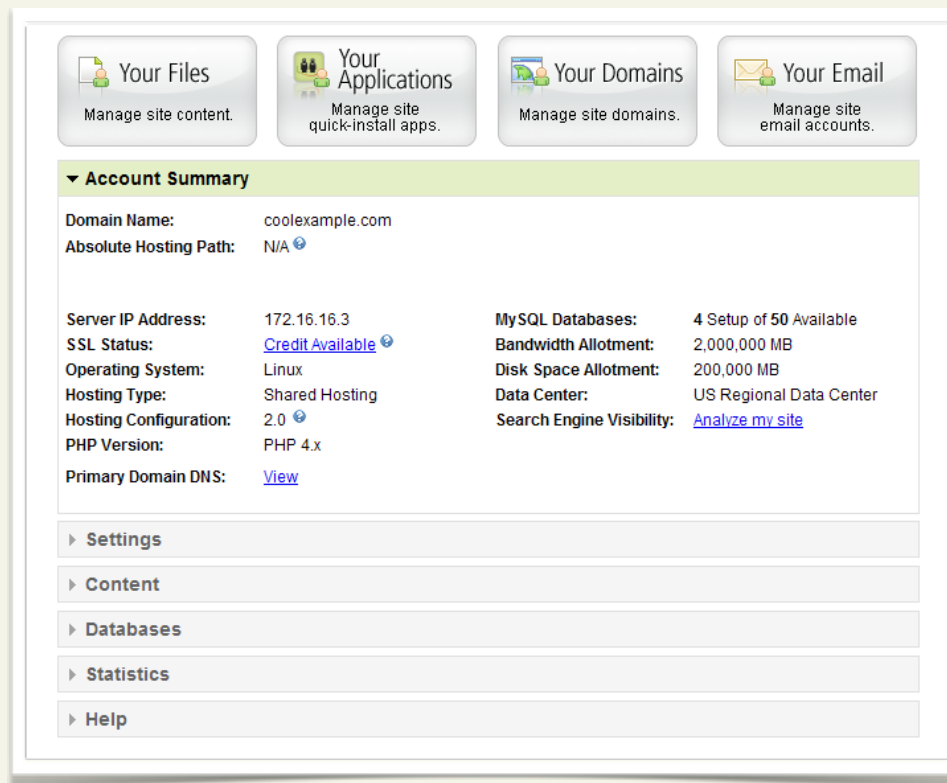 Your Files
Manage site content.
Your
Applications
Manage site
quick-install apps.
Your Domains
Manage site domains.
Your Email
Manage site
email accounts.
Account Summary
Domain Name: coolexample.com
Absolute Hosting Path: N/A
Server IP Address: 172.16.16.3 MySQL Databases: 4 Setup of 50 Available
SSL Status: Credit Available Bandwidth Allotment: 2,000,000 MB
Operating System: Linux Disk Space Allotment: 200,000 MB
Hosting Type: Shared Hosting Data Center: US Regional Data Center
Hosting Configuration: 2.0 Search Engine Visibility: Analyze my site
PHP Version: PHP 4.x
Primary Domain DNS: View
Settings
Content
Databases
Statistics
Help